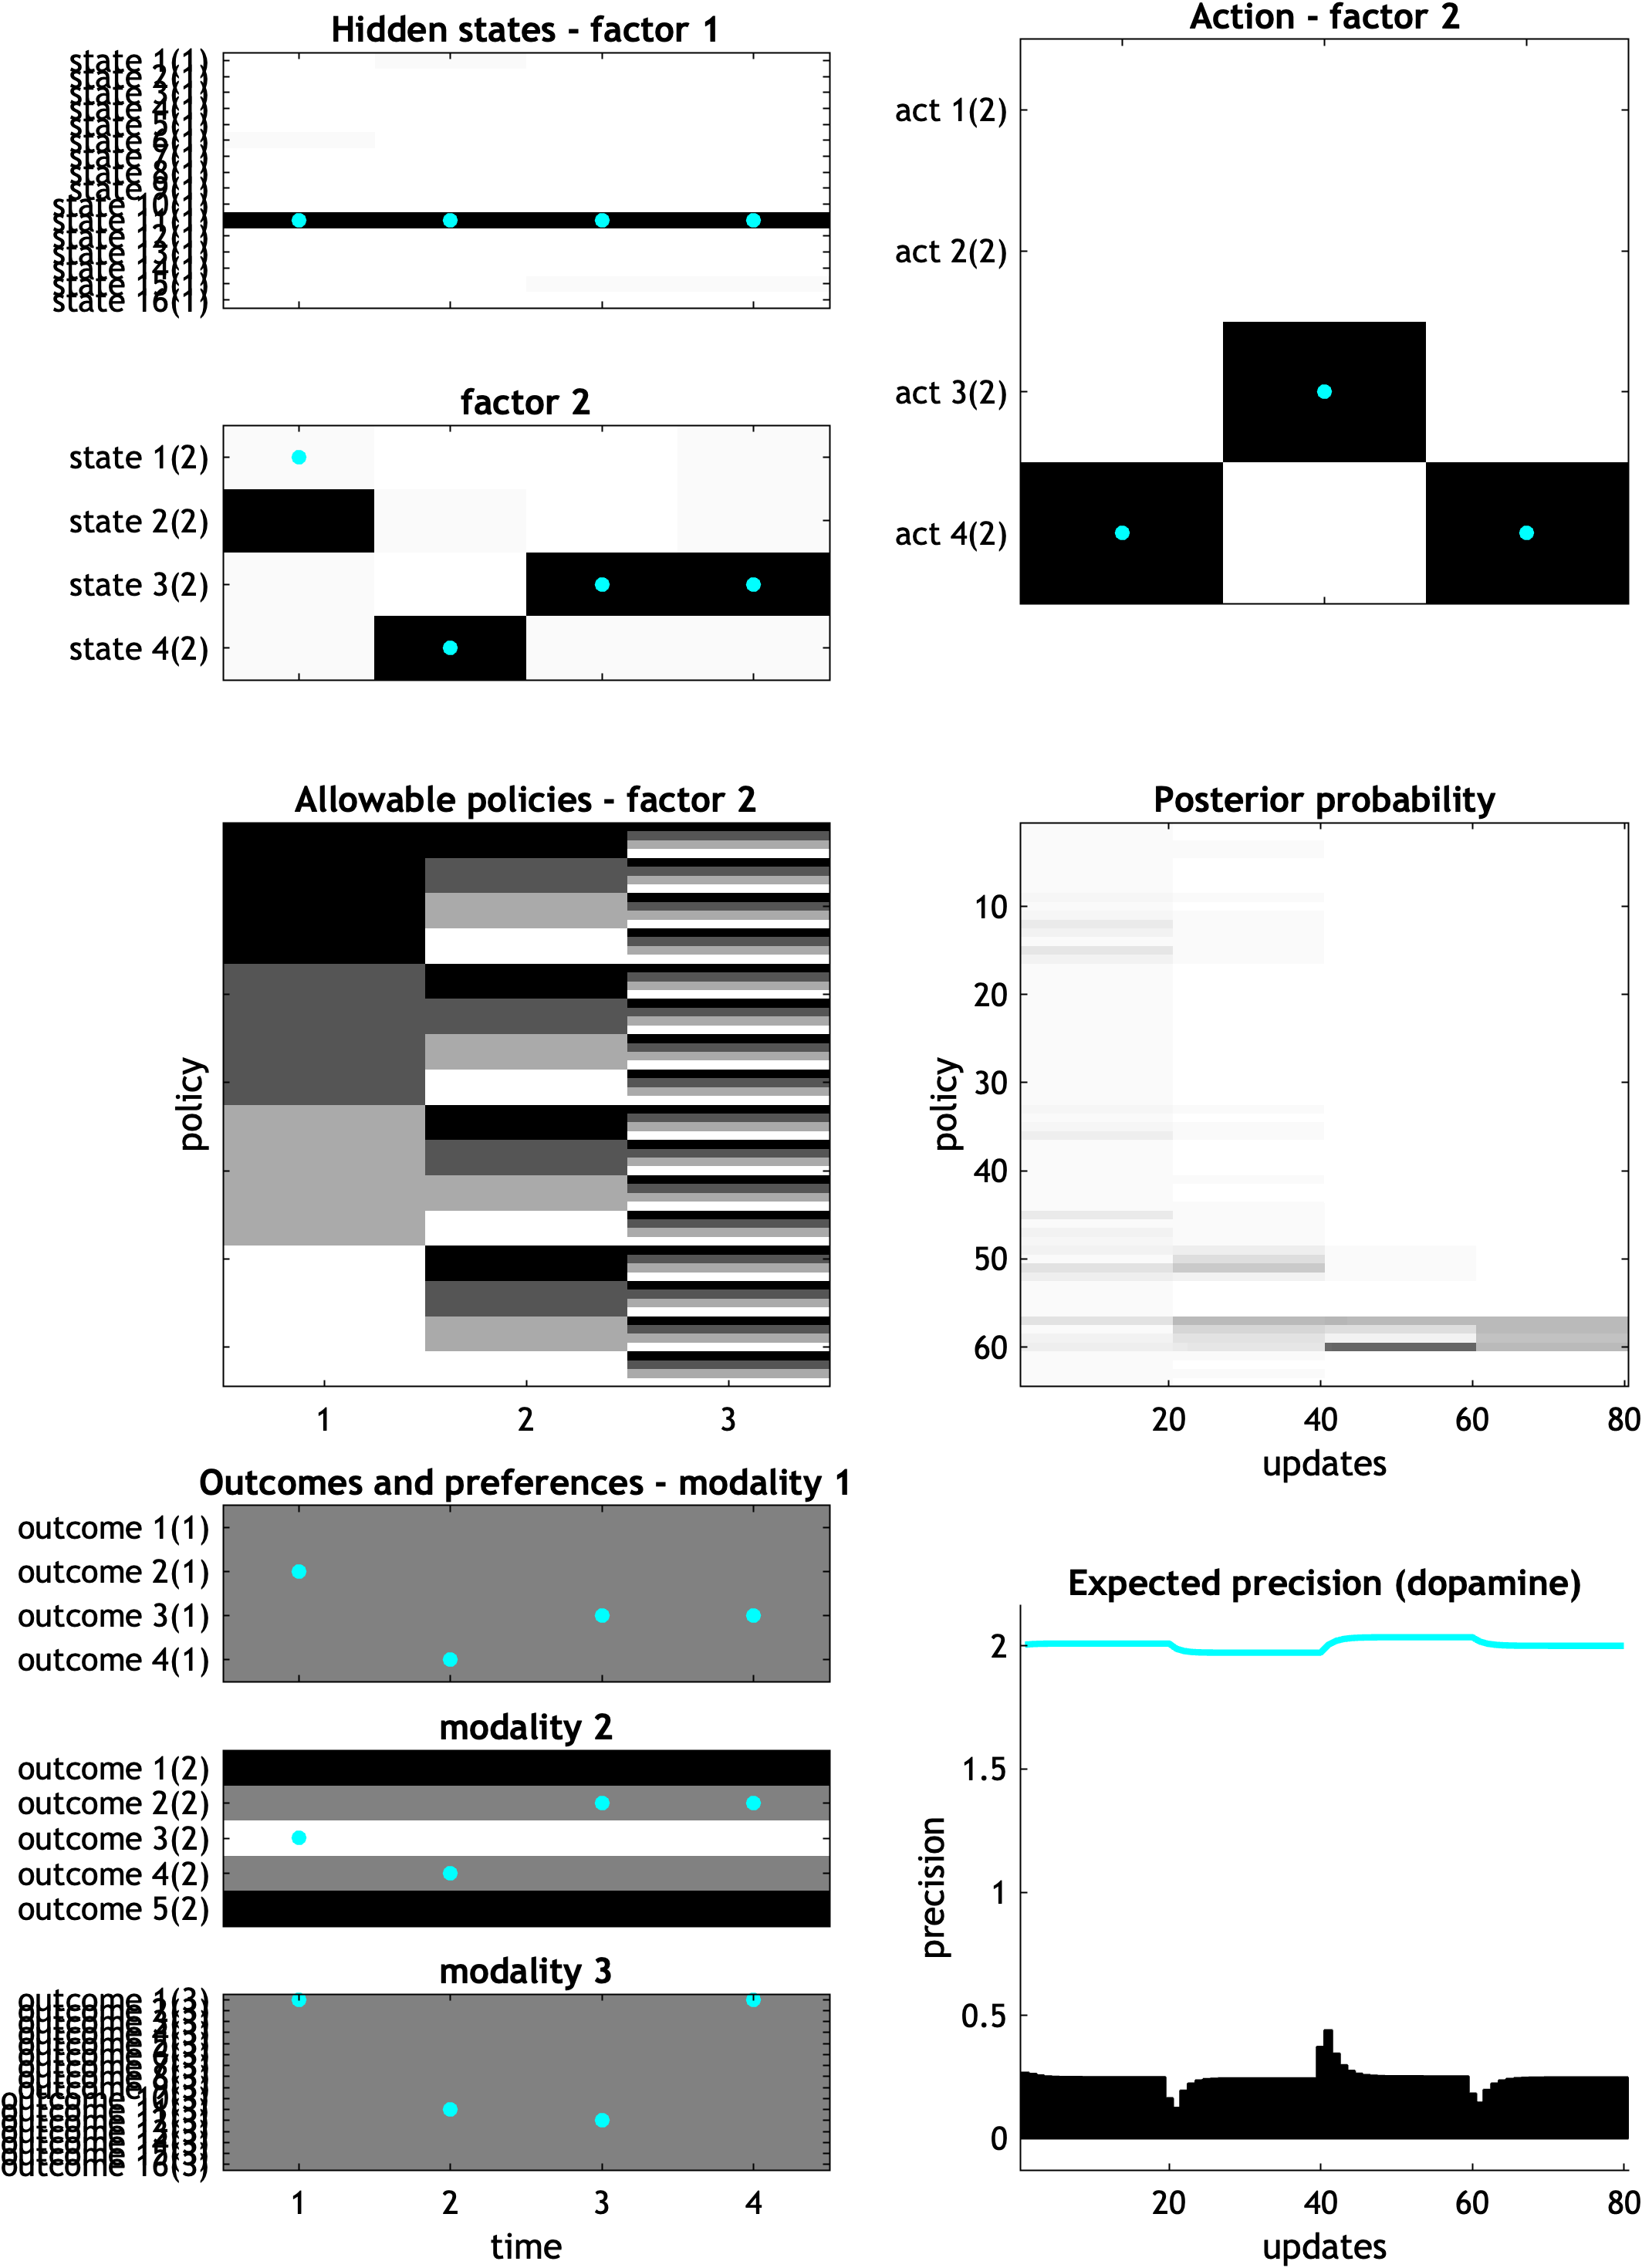 Hidden states - factor 1
state 1(1)
state 2(1)
state 3(1)
state 4(1)
state 5(1)
state 6(1)
state 7(1)
state 8(1)
state 9(1)
state 10(1)
state 11(1)
state 12(1)
state 13(1)
state 14(1)
state 15(1)
state 16(1)
factor 2
state 1(2)
state 2(2)
state 3(2)
state 4(2)
Action - factor 2
act 1(2)
act 2(2)
act 3(2)
act 4(2)
Allowable policies - factor 2
policy
1 2 3
Posterior probability
policy
10
20
30
40
50
60
20 40 60 80
updates
Outcomes and preferences - modality 1
outcome 1(1)
outcome 2(1)
outcome 3(1)
outcome 4(1)
modality 2
outcome 1(2)
outcome 2(2)
outcome 3(2)
outcome 4(2)
outcome 5(2)
modality 3
outcome 1(3)
outcome 16(3)
1 2 3 4
time
Expected precision (dopamine)
precision
2
1.5
1
0.5
0
20 40 60 80
updates